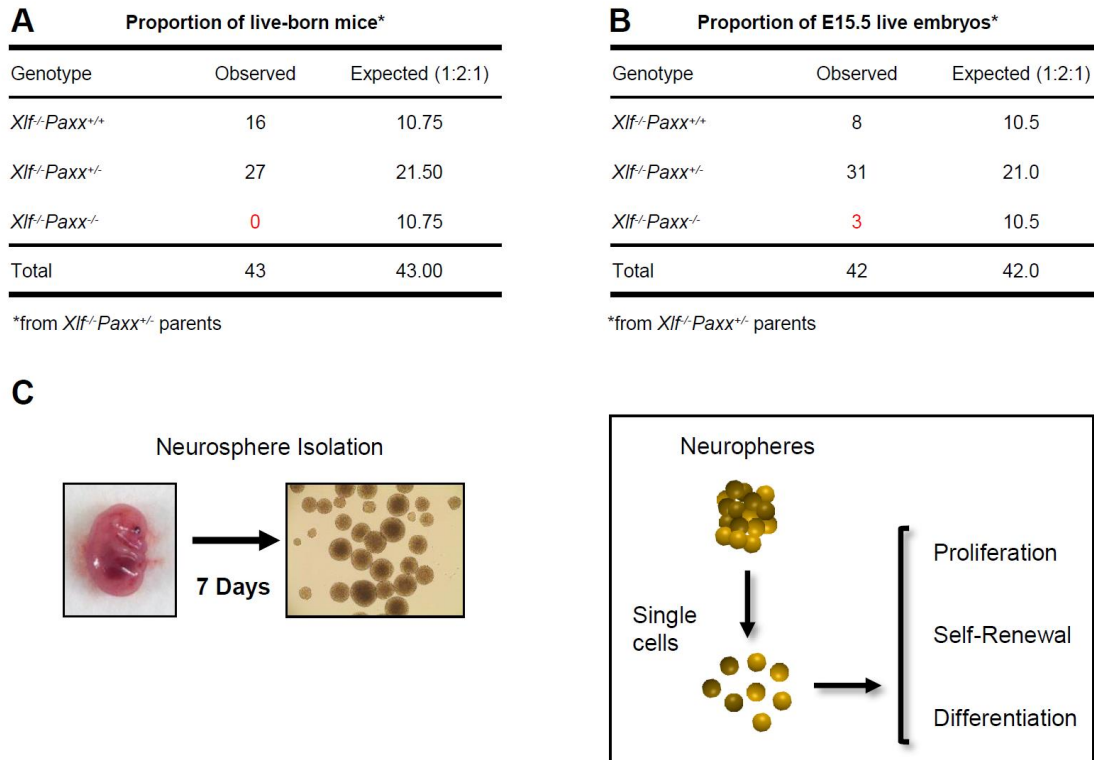 A
Proportion of live-born mice*
Genotype Observed Expected (1:2:1)
Xlf-/-Paxx+/+ 16 10.75
Xlf-/-Paxx+/- 27 21.50
Xlf-/-Paxx-/- 0 10.75
Total 43 43.00
*from Xlf-/-Paxx+/- parents
B
Proportion of E15.5 live embryos*
Genotype Observed Expected (1:2:1)
Xlf-/-Paxx+/+ 8 10.5
Xlf-/-Paxx+/- 31 21.0
Xlf-/-Paxx-/- 3 10.5
Total 42 42.0
*from Xlf-/-Paxx+/- parents
C
Neurosphere Isolation
7 Days
Neuropheres
Single
cells
Proliferation
Self-Renewal
Differentiation